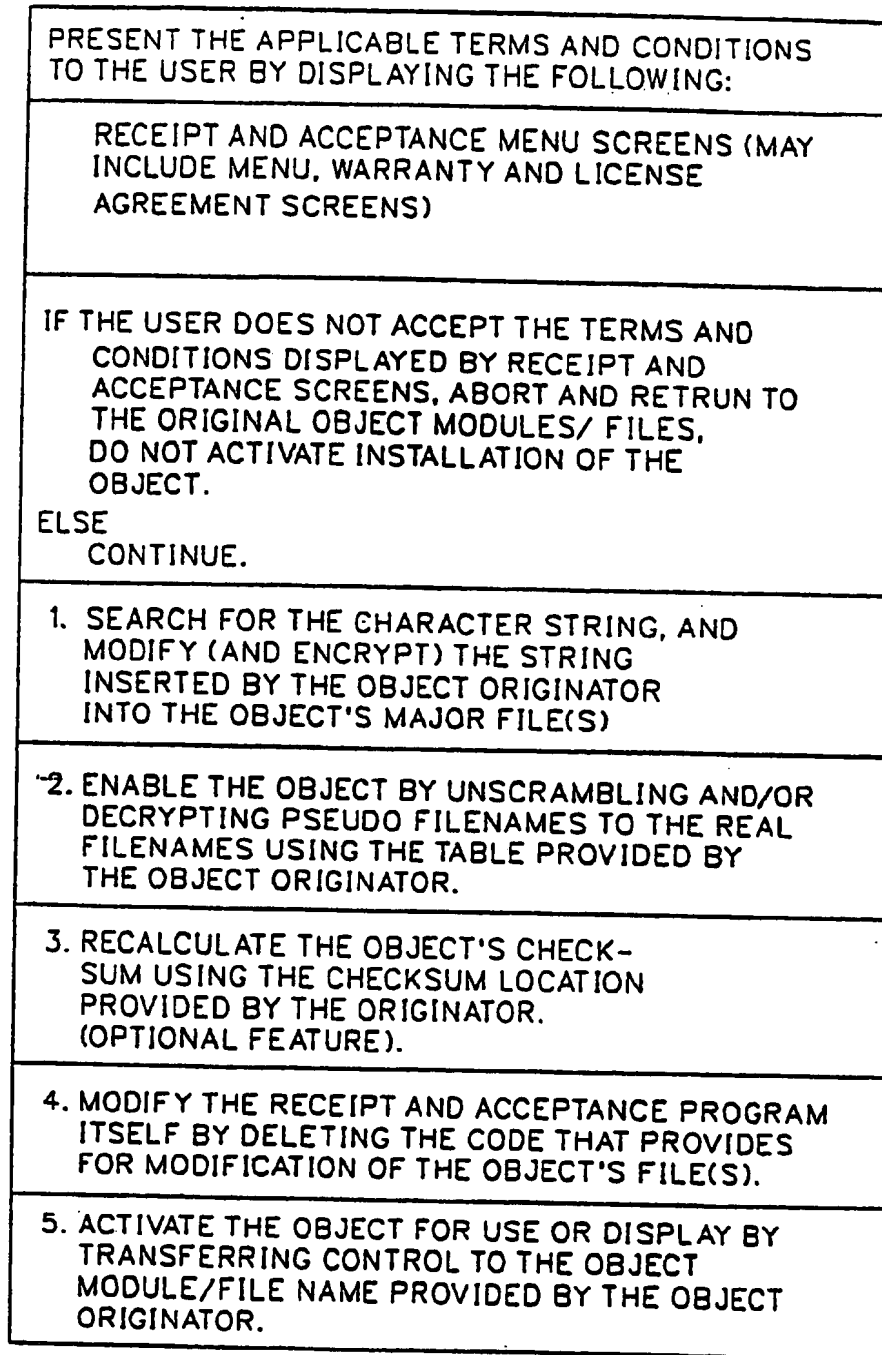 PRESENT THE APPLICABLE TERMS AND CONDITIONS
TO THE USER BY DISPLAYING THE FOLLOWING:
RECEIPT AND ACCEPTANCE MENU SCREENS (MAY
INCLUDE MENU, WARRANTY AND LICENSE
AGREEMENT SCREENS)
IF THE USER DOES NOT ACCEPT THE TERMS AND
CONDITIONS DISPLAYED BY RECEIPT AND
ACCEPTANCE SCREENS, ABORT AND RETRUN TO
THE ORIGINAL OBJECT MODULES/ FILES,
DO NOT ACTIVATE INSTALLATION OF THE
OBJECT.
ELSE
CONTINUE.
1. SEARCH FOR THE CHARACTER STRING, AND
MODIFY (AND ENCRYPT) THE STRING
INSERTED BY THE OBJECT ORIGINATOR
INTO THE OBJECT'S MAJOR FILE(S)
2. ENABLE THE OBJECT BY UNSCRAMBLING AND/OR
DECRYPTING PSEUDO FILENAMES TO THE REAL
FILENAMES USING THE TABLE PROVIDED BY
THE OBJECT ORIGINATOR.
3. RECALCULATE THE OBJECT'S CHECK-
SUM USING THE CHECKSUM LOCATION
PROVIDED BY THE ORIGINATOR.
(OPTIONAL FEATURE).
4. MODIFY THE RECEIPT AND ACCEPTANCE PROGRAM
ITSELF BY DELETING THE CODE THAT PROVIDES
FOR MODIFICATION OF THE OBJECT'S FILE(S).
5. ACTIVATE THE OBJECT FOR USE OR DISPLAY BY
TRANSFERRING CONTROL TO THE OBJECT
MODULE/FILE NAME PROVIDED BY THE OBJECT
ORIGINATOR.